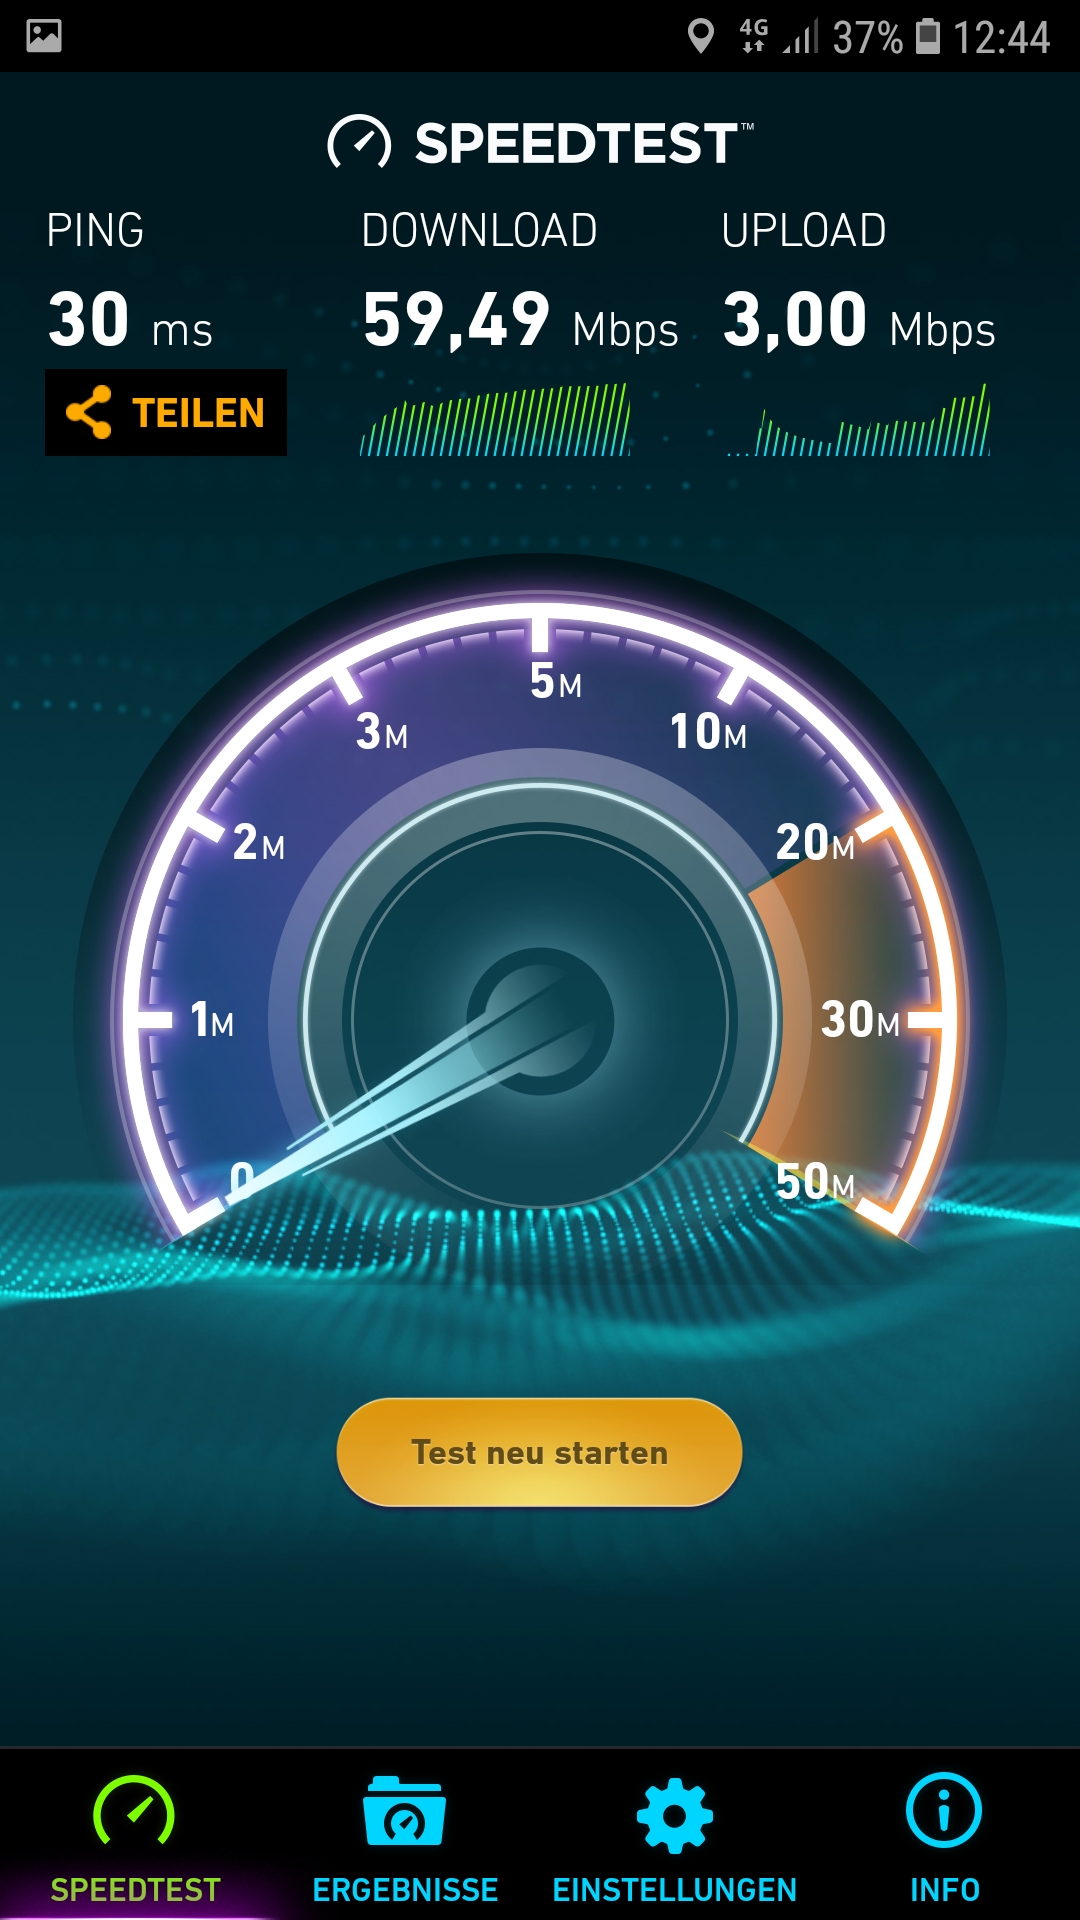 4G 37% 12:44
SPEEDTEST™
PING DOWNLOAD UPLOAD
30 ms 59,49 Mbps 3,00 Mbps
TEILEN
5M
3M 10M
2M 20M
1M 30M
0 50M
Test neu starten
SPEEDTEST ERGEBNISSE EINSTELLUNGEN INFO